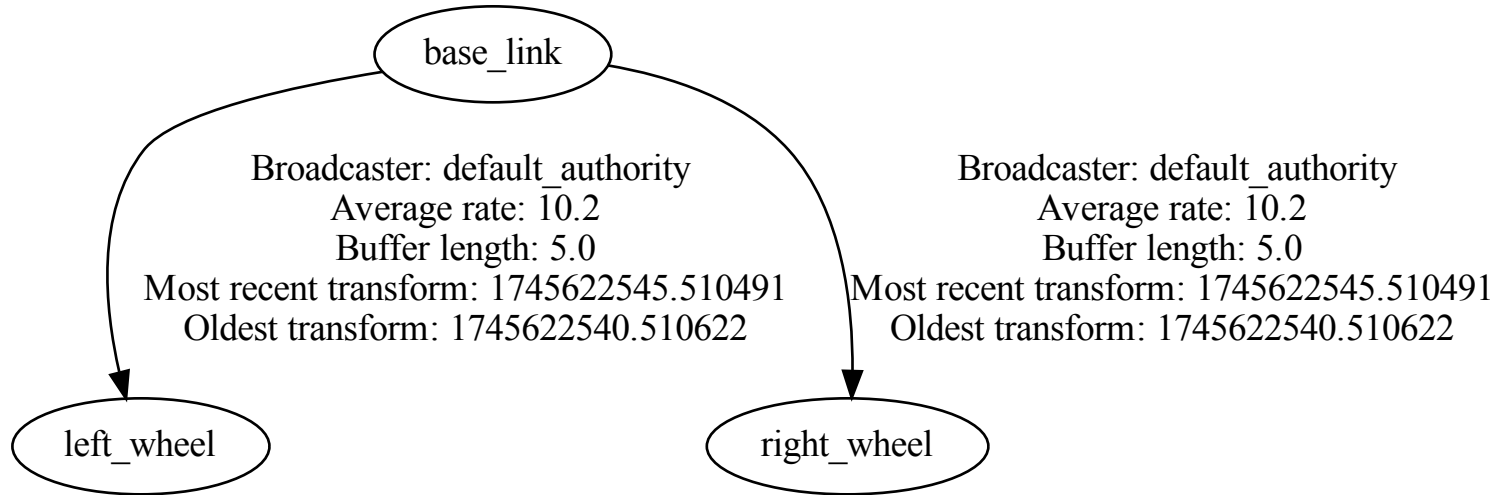 base_link
Broadcaster: default_authority
Average rate: 10.2
Buffer length: 5.0
Most recent transform: 1745622545.510491
Oldest transform: 1745622540.510622
Broadcaster: default_authority
Average rate: 10.2
Buffer length: 5.0
Most recent transform: 1745622545.510491
Oldest transform: 1745622540.510622
left_wheel
right_wheel